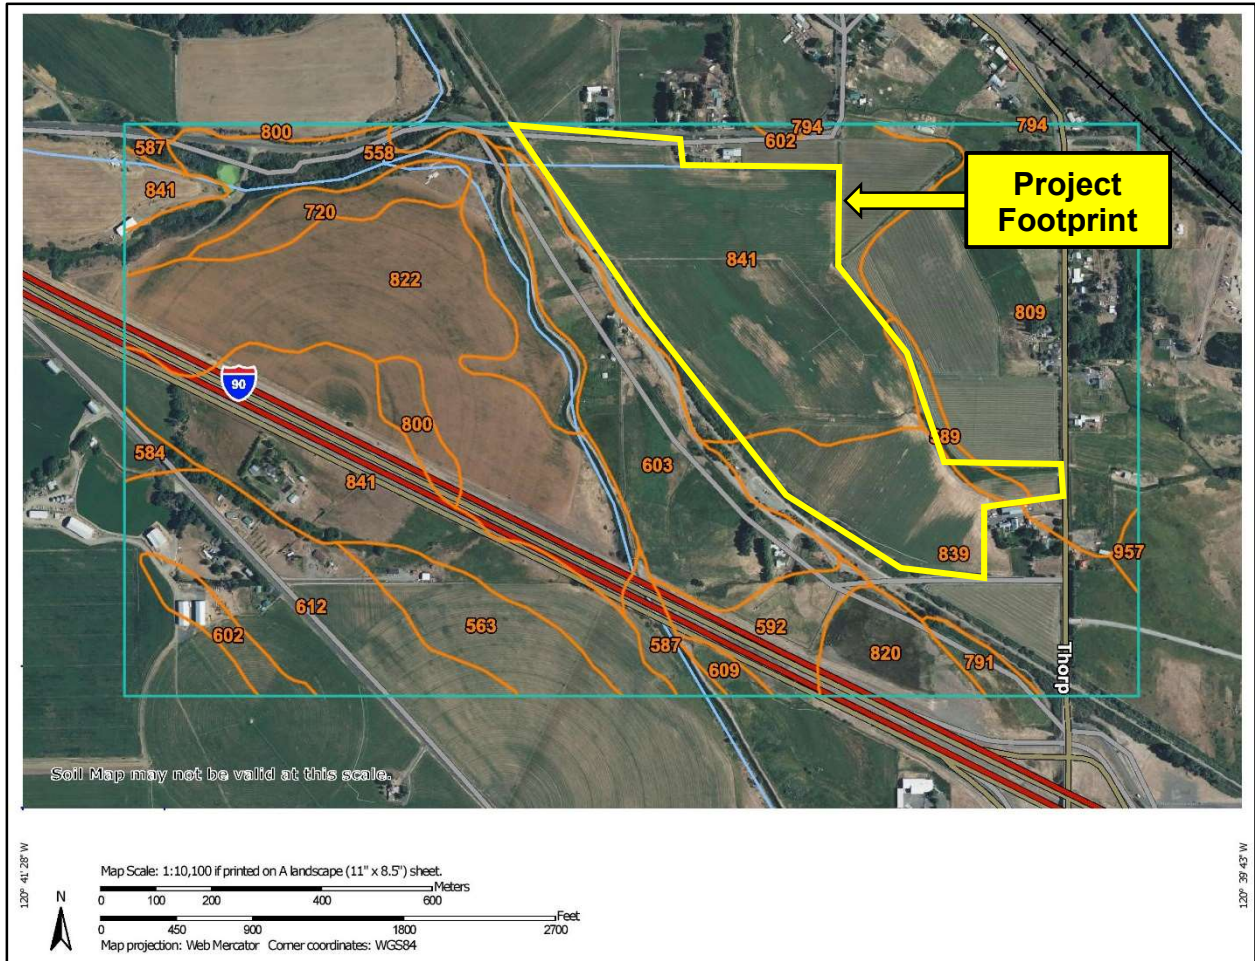 800
794
794
587
558
602
841
Project
Footprint
720
841
822
809
90
800
589
584
603
841
839
957
612
602
563
592
587
820
609
791
Thorp
Soil Map may not be valid at this scale.
120° 41' 28" W
120° 39' 43" W
Map Scale: 1:10,100 if printed on A landscape (11" x 8.5") sheet.
N
Meters
0 100 200 400 600
Feet
0 450 900 1800 2700
Map projection: Web Mercator Corner coordinates: WGS84